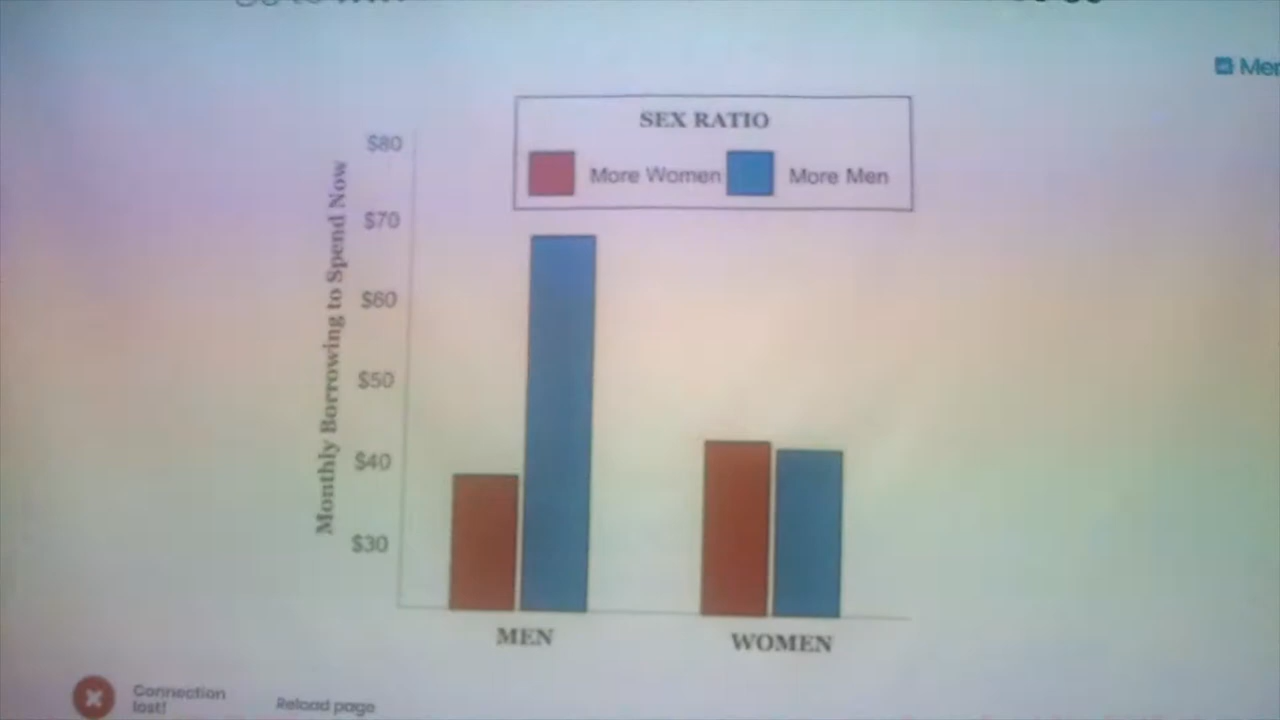 SEX RATIO
More Women
More Men
Monthly Borrowing to Spend Now
$80
$70
$60
$50
$40
$30
MEN
WOMEN
Connection
lost!
Reload page